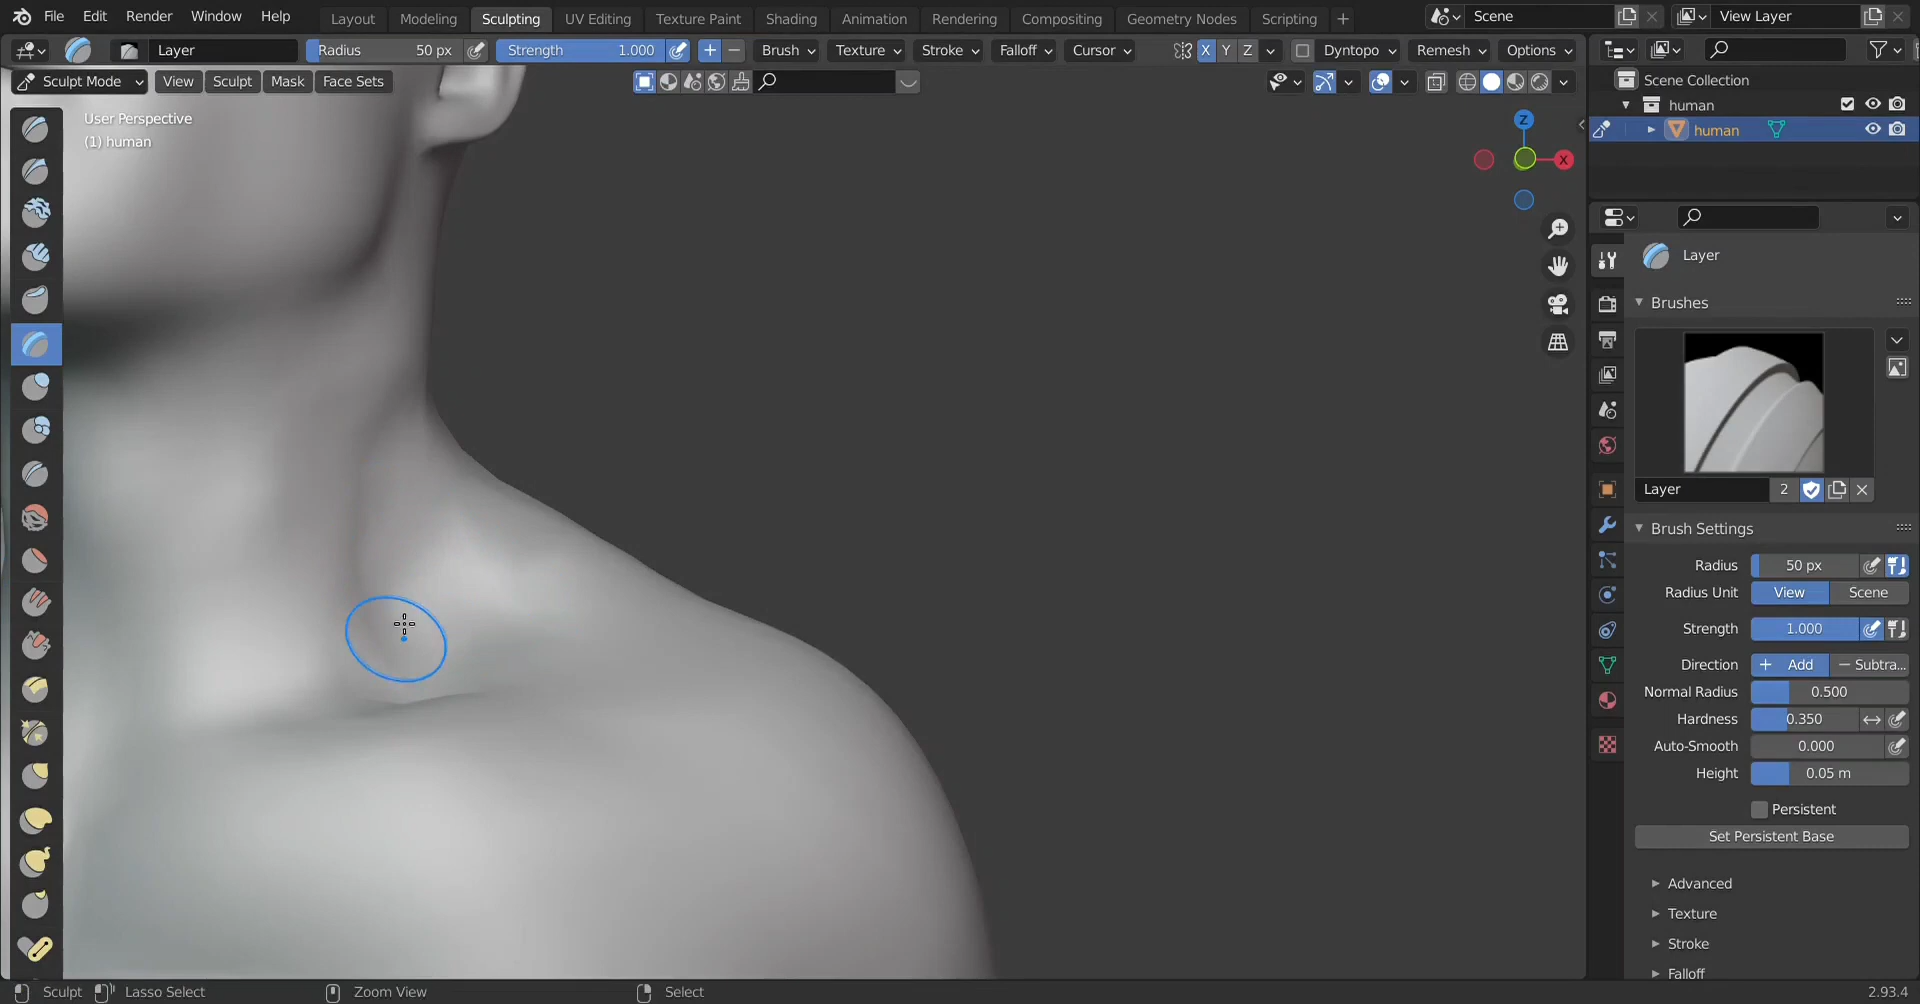 File Edit Render Window Help Layout Modeling Sculpting UV Editing Texture Paint Shading Animation Rendering Compositing Geometry Nodes Scripting + Scene View Layer
Layer Radius 50 px Strength 1.000 + − Brush Texture Stroke Falloff Cursor X Y Z Dyntopo Remesh Options
Sculpt Mode View Sculpt Mask Face Sets
Scene Collection
human
human
User Perspective
(1) human
Z
X
Layer
Brushes
Layer 2
Brush Settings
Radius 50 px
Radius Unit View Scene
Strength 1.000
Direction + Add − Subtra...
Normal Radius 0.500
Hardness 0.350
Auto-Smooth 0.000
Height 0.05 m
Persistent
Set Persistent Base
Advanced
Texture
Stroke
Falloff
Sculpt Lasso Select Zoom View Select 2.93.4